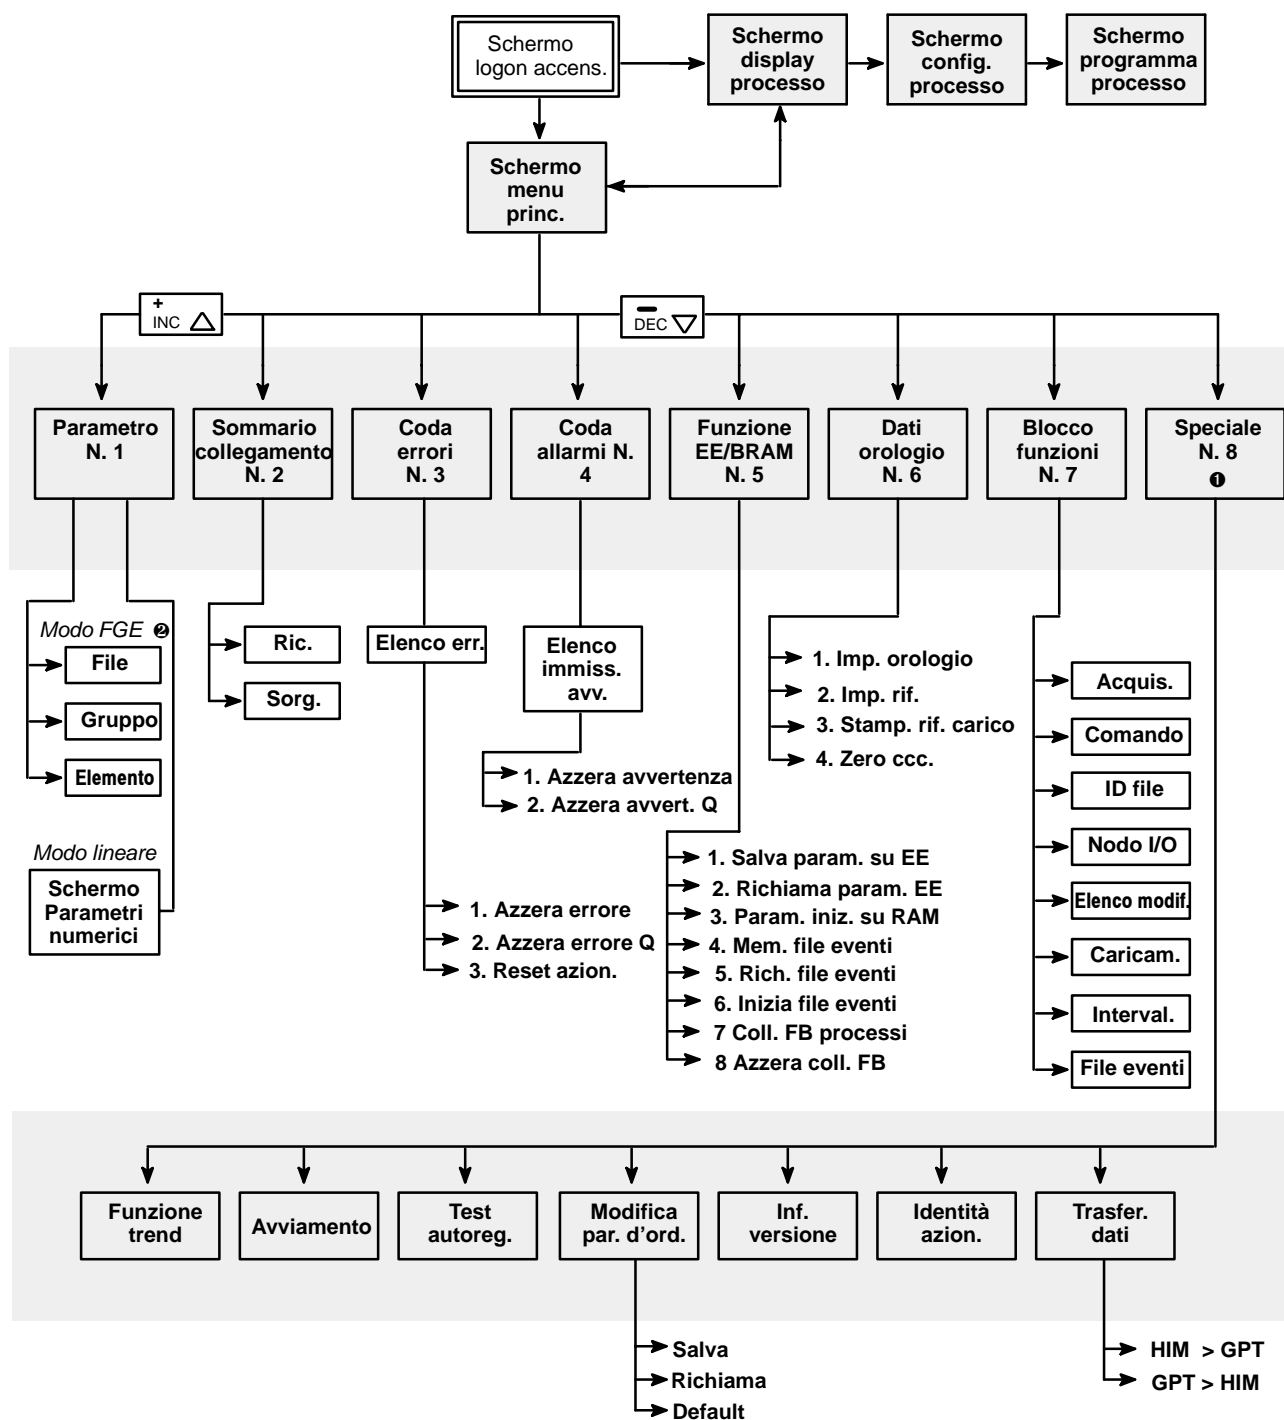 Schermo
logon accens.
Schermo
display
processo
Schermo
config.
processo
Schermo
programma
processo
Schermo
menu
princ.
+
INC
–
DEC
Parametro
N. 1
Sommario
collegamento
N. 2
Coda
errori
N. 3
Coda
allarmi N.
4
Funzione
EE/BRAM
N. 5
Dati
orologio
N. 6
Blocco
funzioni
N. 7
Speciale
N. 8
❶
Modo FGE ❷
File
Gruppo
Elemento
Modo lineare
Schermo
Parametri
numerici
Ric.
Sorg.
Elenco err.
1. Azzera errore
2. Azzera errore Q
3. Reset azion.
Elenco
immiss.
avv.
1. Azzera avvertenza
2. Azzera avvert. Q
1. Salva param. su EE
2. Richiama param. EE
3. Param. iniz. su RAM
4. Mem. file eventi
5. Rich. file eventi
6. Inizia file eventi
7 Coll. FB processi
8 Azzera coll. FB
1. Imp. orologio
2. Imp. rif.
3. Stamp. rif. carico
4. Zero ccc.
Acquis.
Comando
ID file
Nodo I/O
Elenco modif.
Caricam.
Interval.
File eventi
Funzione
trend
Avviamento
Test
autoreg.
Modifica
par. d’ord.
Inf.
versione
Identità
azion.
Trasfer.
dati
Salva
Richiama
Default
HIM > GPT
GPT > HIM